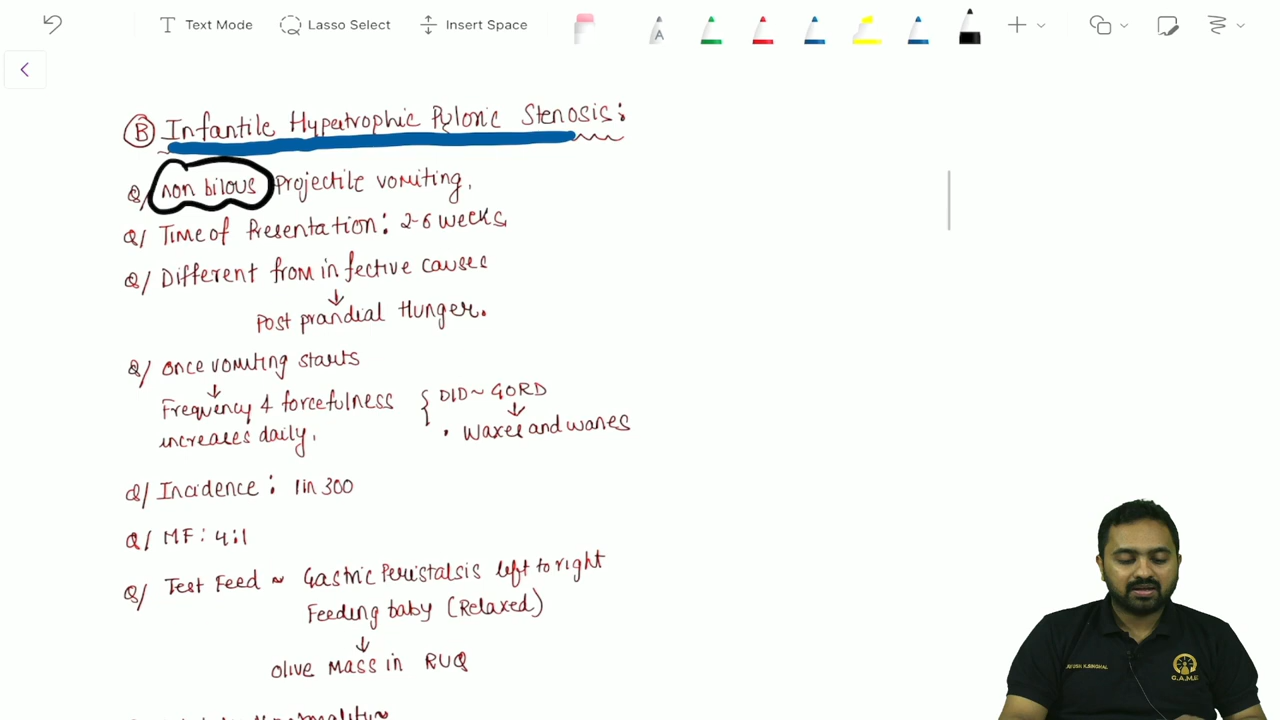 Text Mode
Lasso Select
Insert Space
A
B Infantile Hypertrophic Pyloric Stenosis:
Q/ non bilous Projectile vomiting.
Q/ Time of Presentation: 2-6 weeks
Q/ Different from infective causes
↓
Post prandial Hunger.
Q/ once vomiting starts
↓
Frequency & forcefulness
increases daily.
{ D/D ~ GORD
↓
• Waxes and wanes
Q/ Incidence: 1 in 300
Q/ MF: 4:1
Q/ Test Feed ~ Gastric Peristalsis left to right
Feeding baby (Relaxed)
↓
olive Mass in RUQ
G.A.M.S